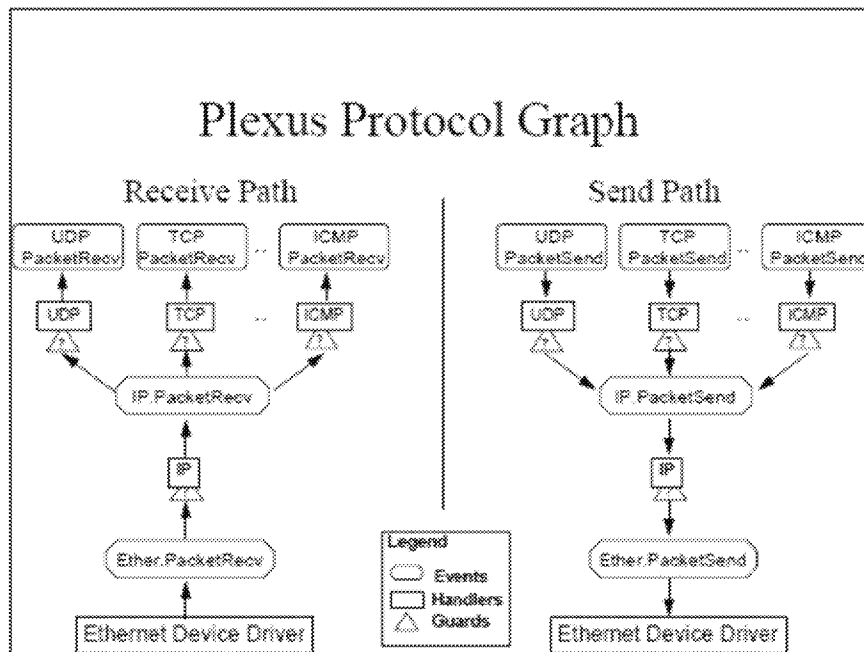 Plexus Protocol Graph
Receive Path
UDP
PacketRecv
TCP
PacketRecv
..
ICMP
PacketRecv
UDP
TCP
..
ICMP
?
?
?
IP.PacketRecv
IP
?
Ether.PacketRecv
Ethernet Device Driver
Legend
Events
Handlers
Guards
Send Path
UDP
PacketSend
TCP
PacketSend
..
ICMP
PacketSend
UDP
TCP
..
ICMP
?
?
?
IP.PacketSend
IP
?
Ether.PacketSend
Ethernet Device Driver